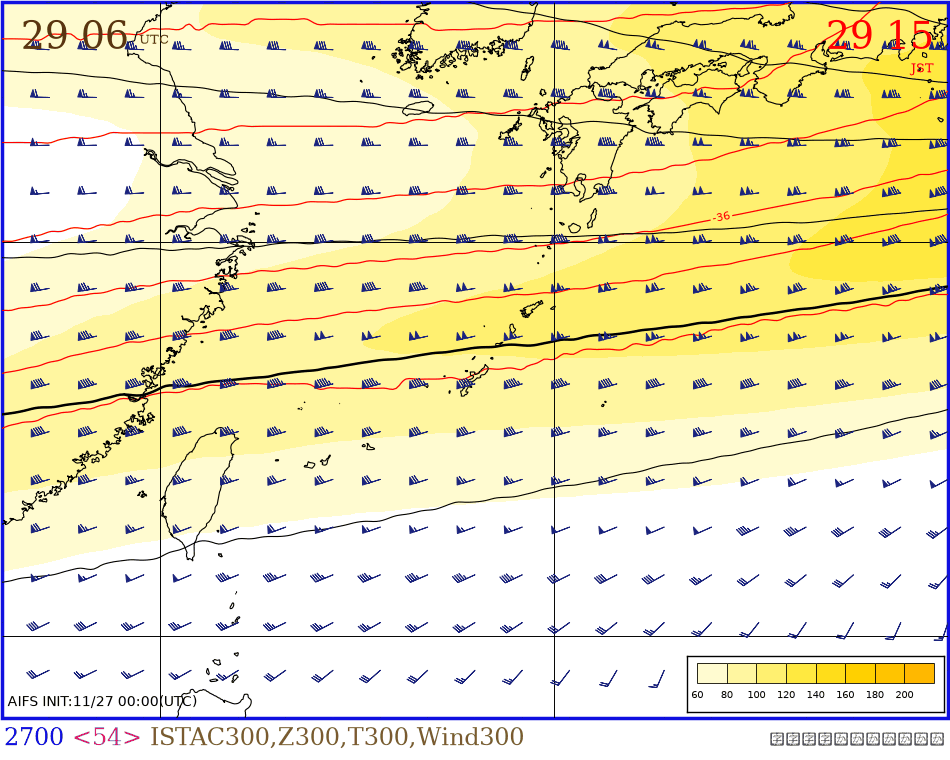 29 06 UTC
29 15
JST
-36
60 80 100 120 140 160 180 200
AIFS INIT:11/27 00:00(UTC)
2700 <54> ISTAC300,Z300,T300,Wind300